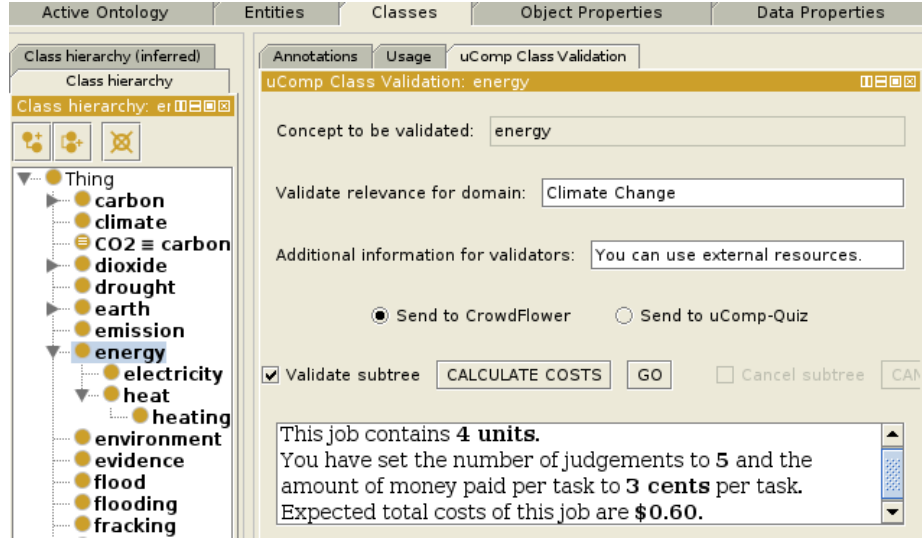 Active Ontology Entities Classes Object Properties Data Properties
Class hierarchy (inferred)
Class hierarchy
Class hierarchy: er
Thing
carbon
climate
CO2 ≡ carbon
dioxide
drought
earth
emission
energy
electricity
heat
heating
environment
evidence
flood
flooding
fracking
Annotations Usage uComp Class Validation
uComp Class Validation: energy
Concept to be validated: energy
Validate relevance for domain: Climate Change
Additional information for validators: You can use external resources.
Send to CrowdFlower Send to uComp-Quiz
Validate subtree CALCULATE COSTS GO Cancel subtree CAN
This job contains 4 units.
You have set the number of judgements to 5 and the
amount of money paid per task to 3 cents per task.
Expected total costs of this job are $0.60.